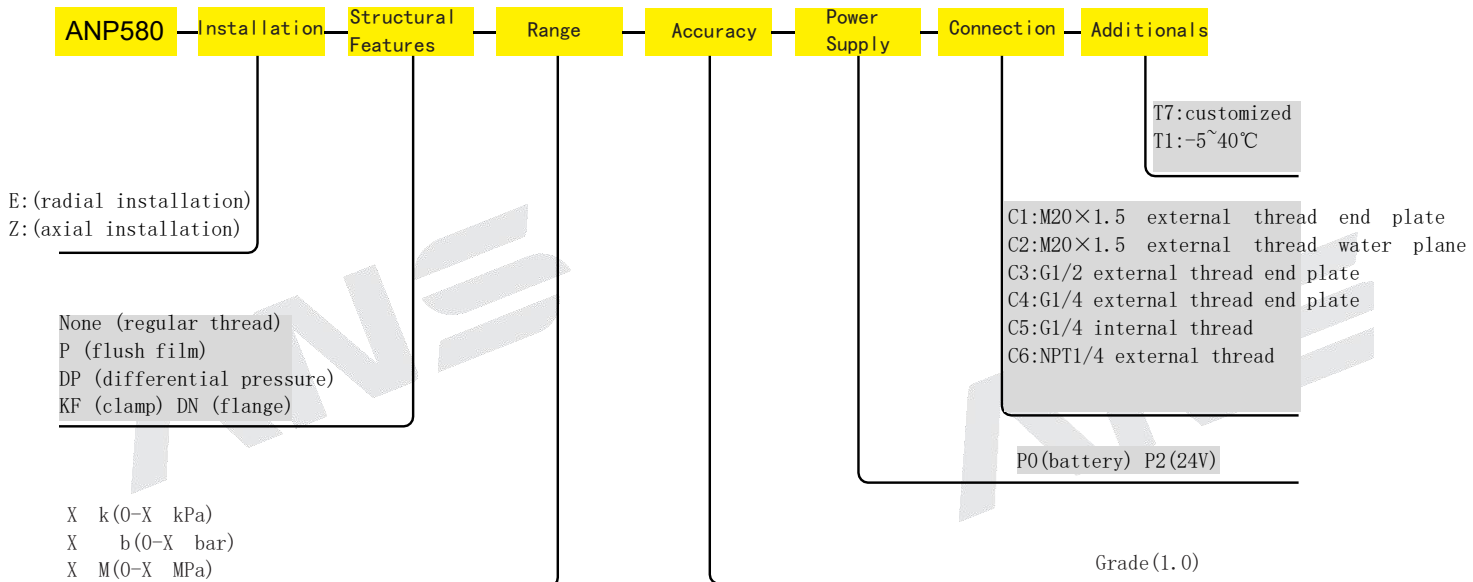 ANP580
Installation
Structural
Features
Range
Accuracy
Power
Supply
Connection
Additionals
T7:customized
T1:-5~40℃
E:(radial installation)
Z:(axial installation)
C1:M20×1.5 external thread end plate
C2:M20×1.5 external thread water plane
C3:G1/2 external thread end plate
C4:G1/4 external thread end plate
C5:G1/4 internal thread
C6:NPT1/4 external thread
None (regular thread)
P (flush film)
DP (differential pressure)
KF (clamp) DN (flange)
P0(battery) P2(24V)
X k(0-X kPa)
X b(0-X bar)
X M(0-X MPa)
Grade(1.0)
ANS